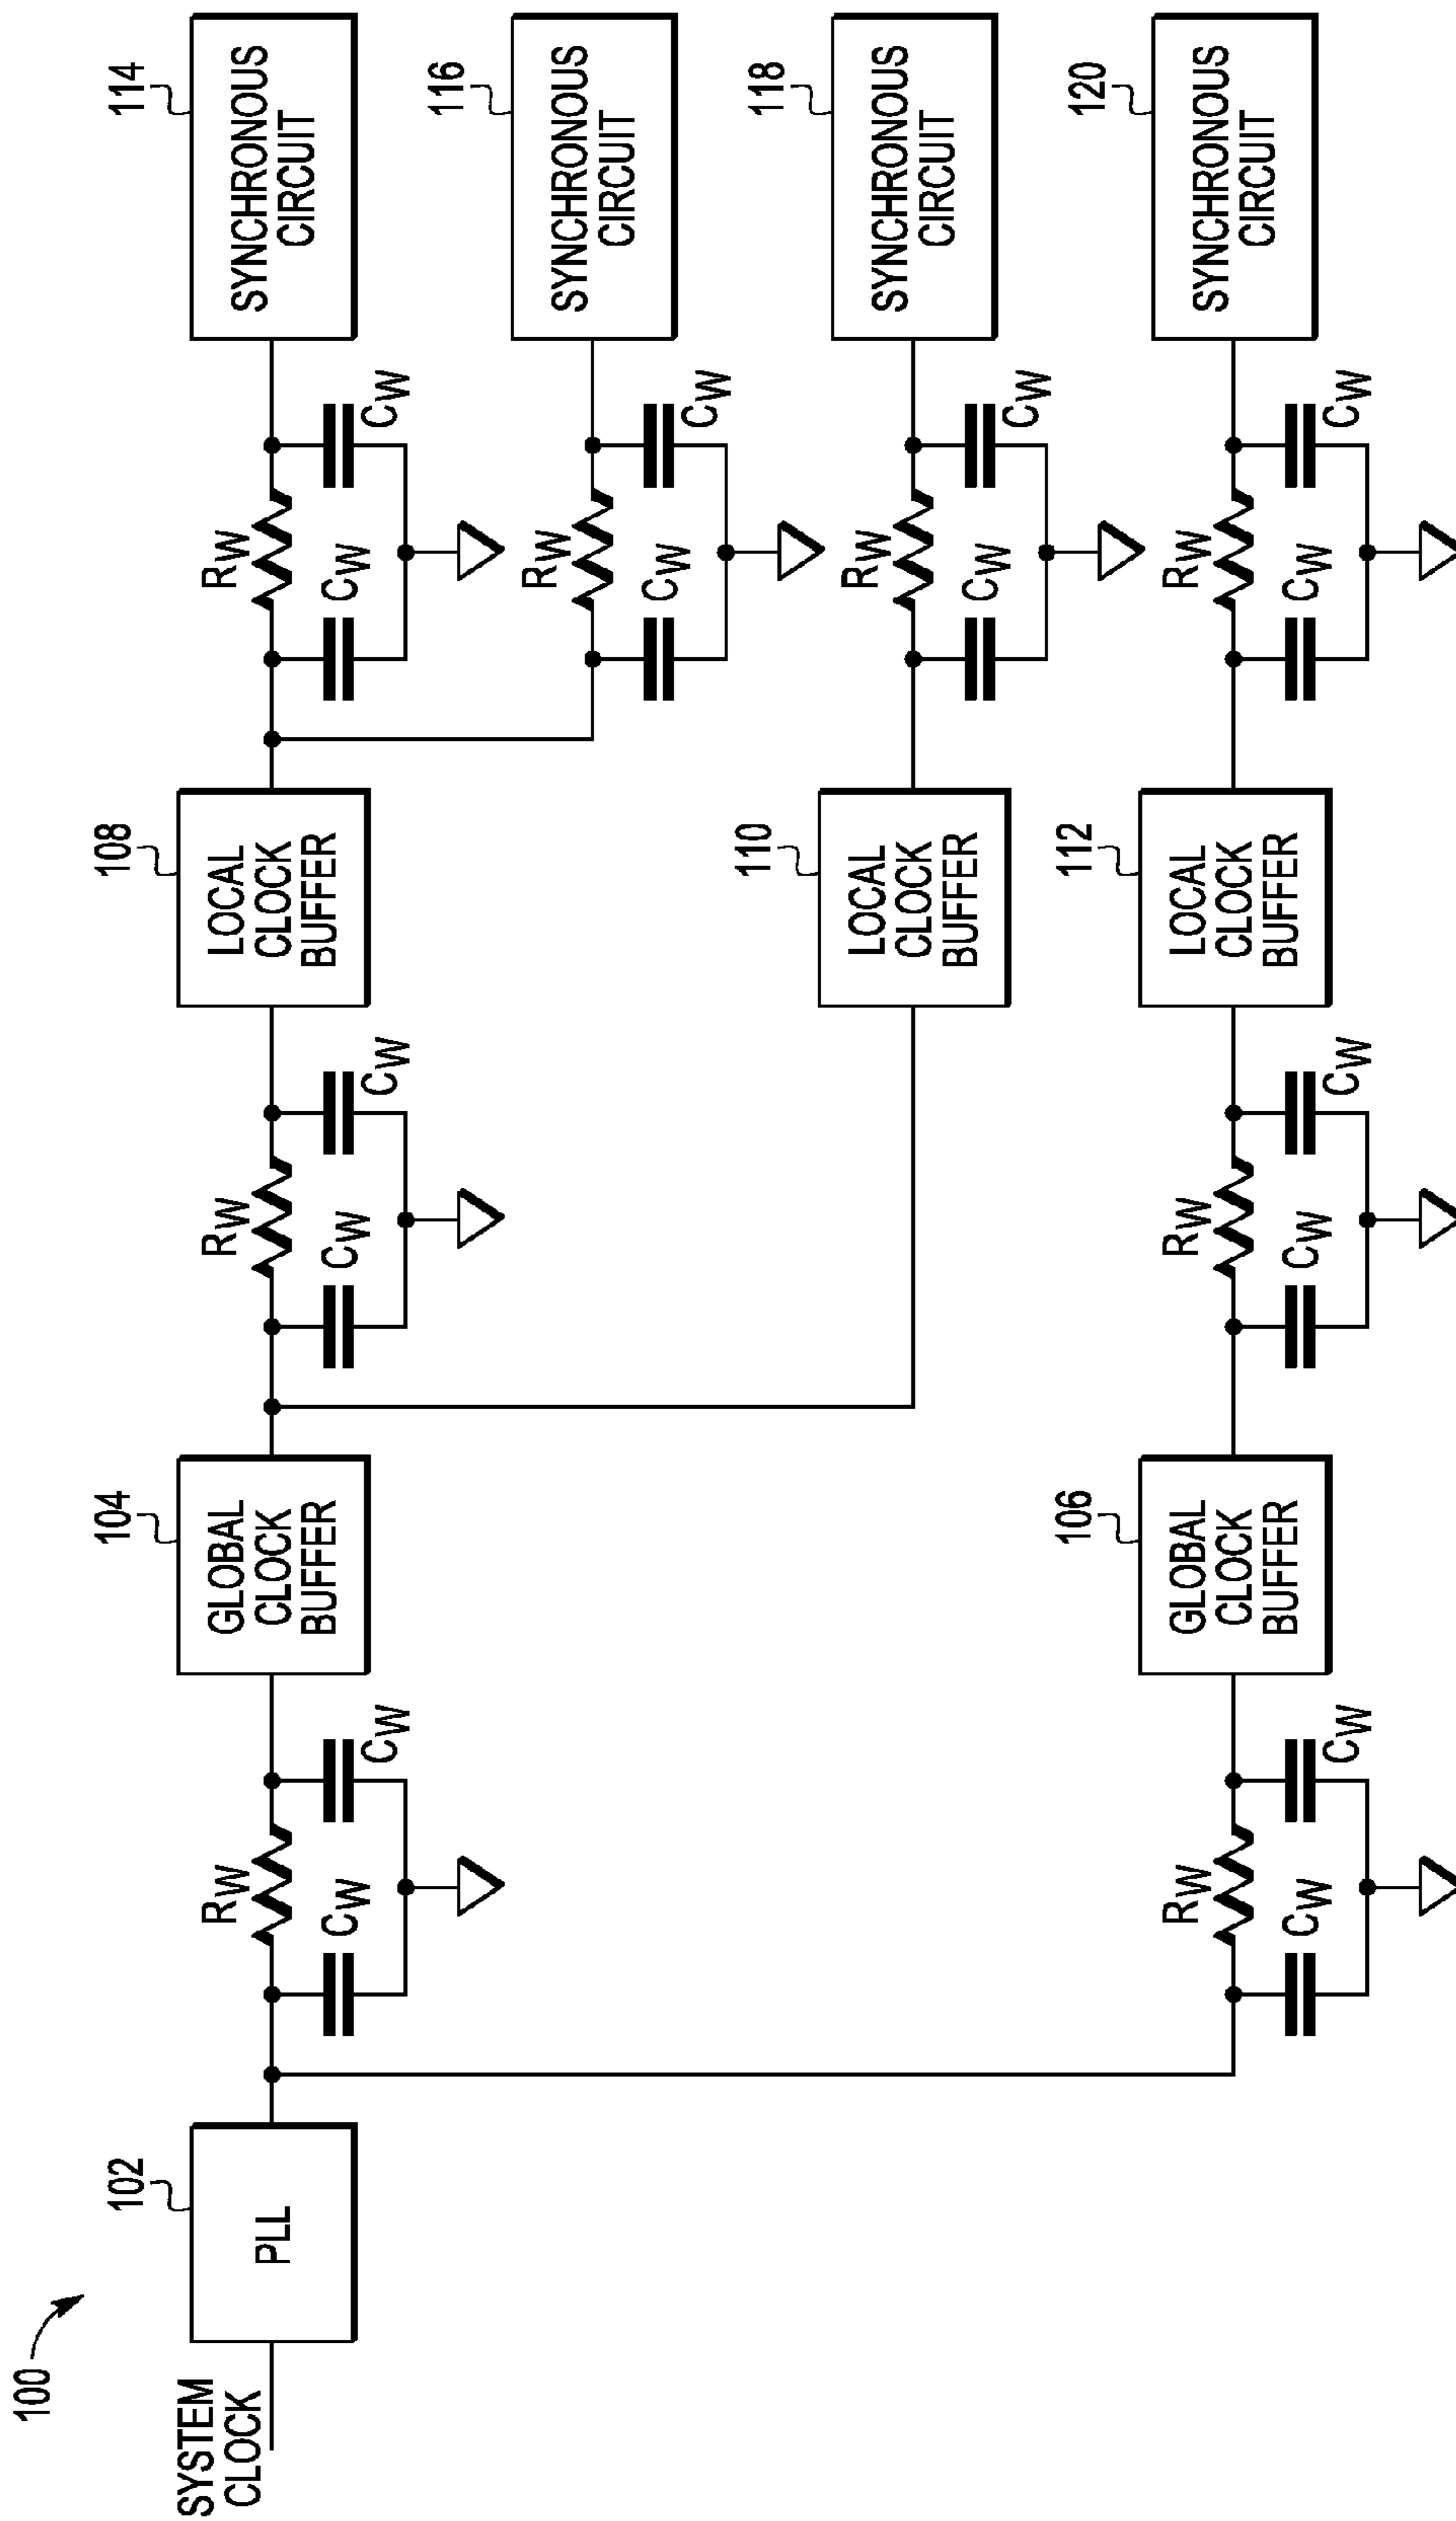 100
SYSTEM
CLOCK
102
PLL
RW
CW
CW
104
GLOBAL
CLOCK
BUFFER
RW
CW
CW
108
LOCAL
CLOCK
BUFFER
RW
CW
CW
114
SYNCHRONOUS
CIRCUIT
RW
CW
CW
116
SYNCHRONOUS
CIRCUIT
110
LOCAL
CLOCK
BUFFER
RW
CW
CW
118
SYNCHRONOUS
CIRCUIT
RW
CW
CW
106
GLOBAL
CLOCK
BUFFER
RW
CW
CW
112
LOCAL
CLOCK
BUFFER
RW
CW
CW
120
SYNCHRONOUS
CIRCUIT